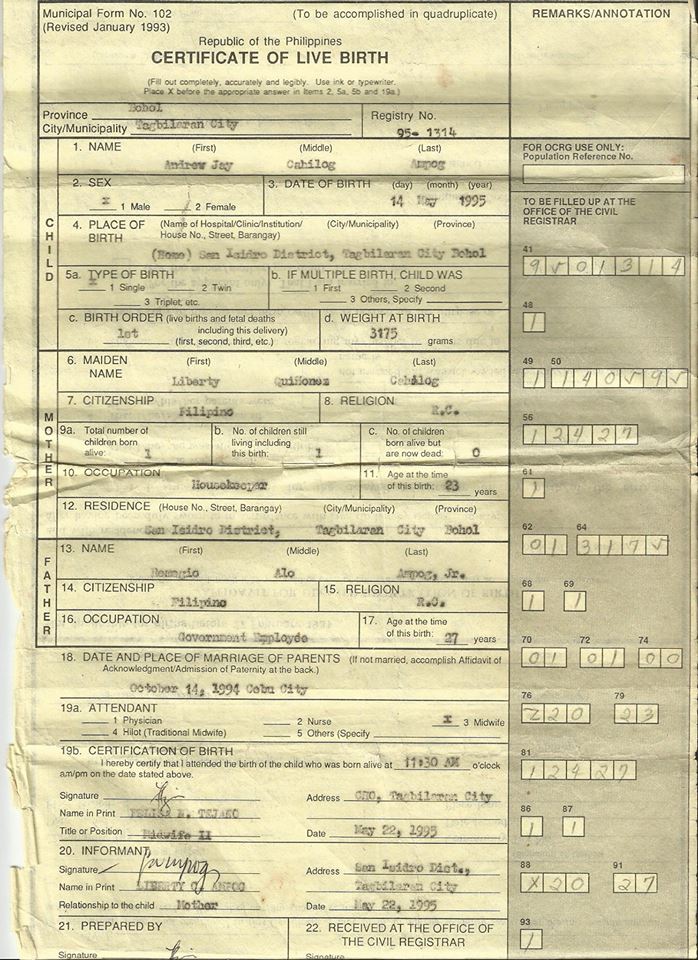 Municipal Form No. 102 (To be accomplished in quadruplicate)
(Revised January 1993)
REMARKS/ANNOTATION
Republic of the Philippines
CERTIFICATE OF LIVE BIRTH
(Fill out completely, accurately and legibly. Use ink or typewriter.
Place X before the appropriate answer in Items 2, 5a, 5b and 19a.)
Province Bohol
City/Municipality Tagbilaran City
Registry No.
95-1314
FOR OCRG USE ONLY:
Population Reference No.
TO BE FILLED UP AT THE
OFFICE OF THE CIVIL
REGISTRAR
CHILD
1. NAME (First) (Middle) (Last)
Andrew Jay Cahilog Ampog
2. SEX
x 1 Male 2 Female
3. DATE OF BIRTH (day) (month) (year)
14 May 1995
4. PLACE OF BIRTH (Name of Hospital/Clinic/Institution/ House No., Street, Barangay) (City/Municipality) (Province)
(Home) San Isidro District, Tagbilaran City Bohol
5a. TYPE OF BIRTH
x 1 Single 2 Twin
3 Triplet, etc.
b. IF MULTIPLE BIRTH, CHILD WAS
1 First 2 Second
3 Others, Specify
c. BIRTH ORDER (live births and fetal deaths including this delivery)
1st (first, second, third, etc.)
d. WEIGHT AT BIRTH
3175 grams
MOTHER
6. MAIDEN NAME (First) (Middle) (Last)
Liberty Quiñonez Cahilog
7. CITIZENSHIP
Filipino
8. RELIGION
R.C.
9a. Total number of children born alive: 1
b. No. of children still living including this birth: 1
c. No. of children born alive but are now dead: 0
10. OCCUPATION
Housekeeper
11. Age at the time of this birth: 23 years
12. RESIDENCE (House No., Street, Barangay) (City/Municipality) (Province)
San Isidro District, Tagbilaran City Bohol
FATHER
13. NAME (First) (Middle) (Last)
Remegio Alo Ampog, Jr.
14. CITIZENSHIP
Filipino
15. RELIGION
R.C.
16. OCCUPATION
Government Employee
17. Age at the time of this birth: 27 years
18. DATE AND PLACE OF MARRIAGE OF PARENTS (If not married, accomplish Affidavit of
Acknowledgment/Admission of Paternity at the back.)
October 14, 1994 Cebu City
19a. ATTENDANT
1 Physician 2 Nurse x 3 Midwife
4 Hilot (Traditional Midwife) 5 Others (Specify
19b. CERTIFICATION OF BIRTH
I hereby certify that I attended the birth of the child who was born alive at 11:30 AM o'clock
am/pm on the date stated above.
Signature Address CHO, Tagbilaran City
Name in Print FELISA E. TEJANO
Title or Position Midwife II Date May 22, 1995
20. INFORMANT
Signature Address San Isidro Dist.,
Name in Print LIBERTY C. AMPOG Tagbilaran City
Relationship to the child Mother Date May 22, 1995
21. PREPARED BY
Signature
22. RECEIVED AT THE OFFICE OF
THE CIVIL REGISTRAR
Signature
41
9 5 0 1 3 1 4
48
1
49 50
1 1 4 0 5 9 5
56
1 2 4 2 7
61
1
62 64
0 1 3 1 7 5
68 69
1 1
70 72 74
0 1 0 1 0 0
76 79
2 2 0 2 3
81
1 2 4 2 7
86 87
1 1
88 91
X 2 0 2 7
93
1